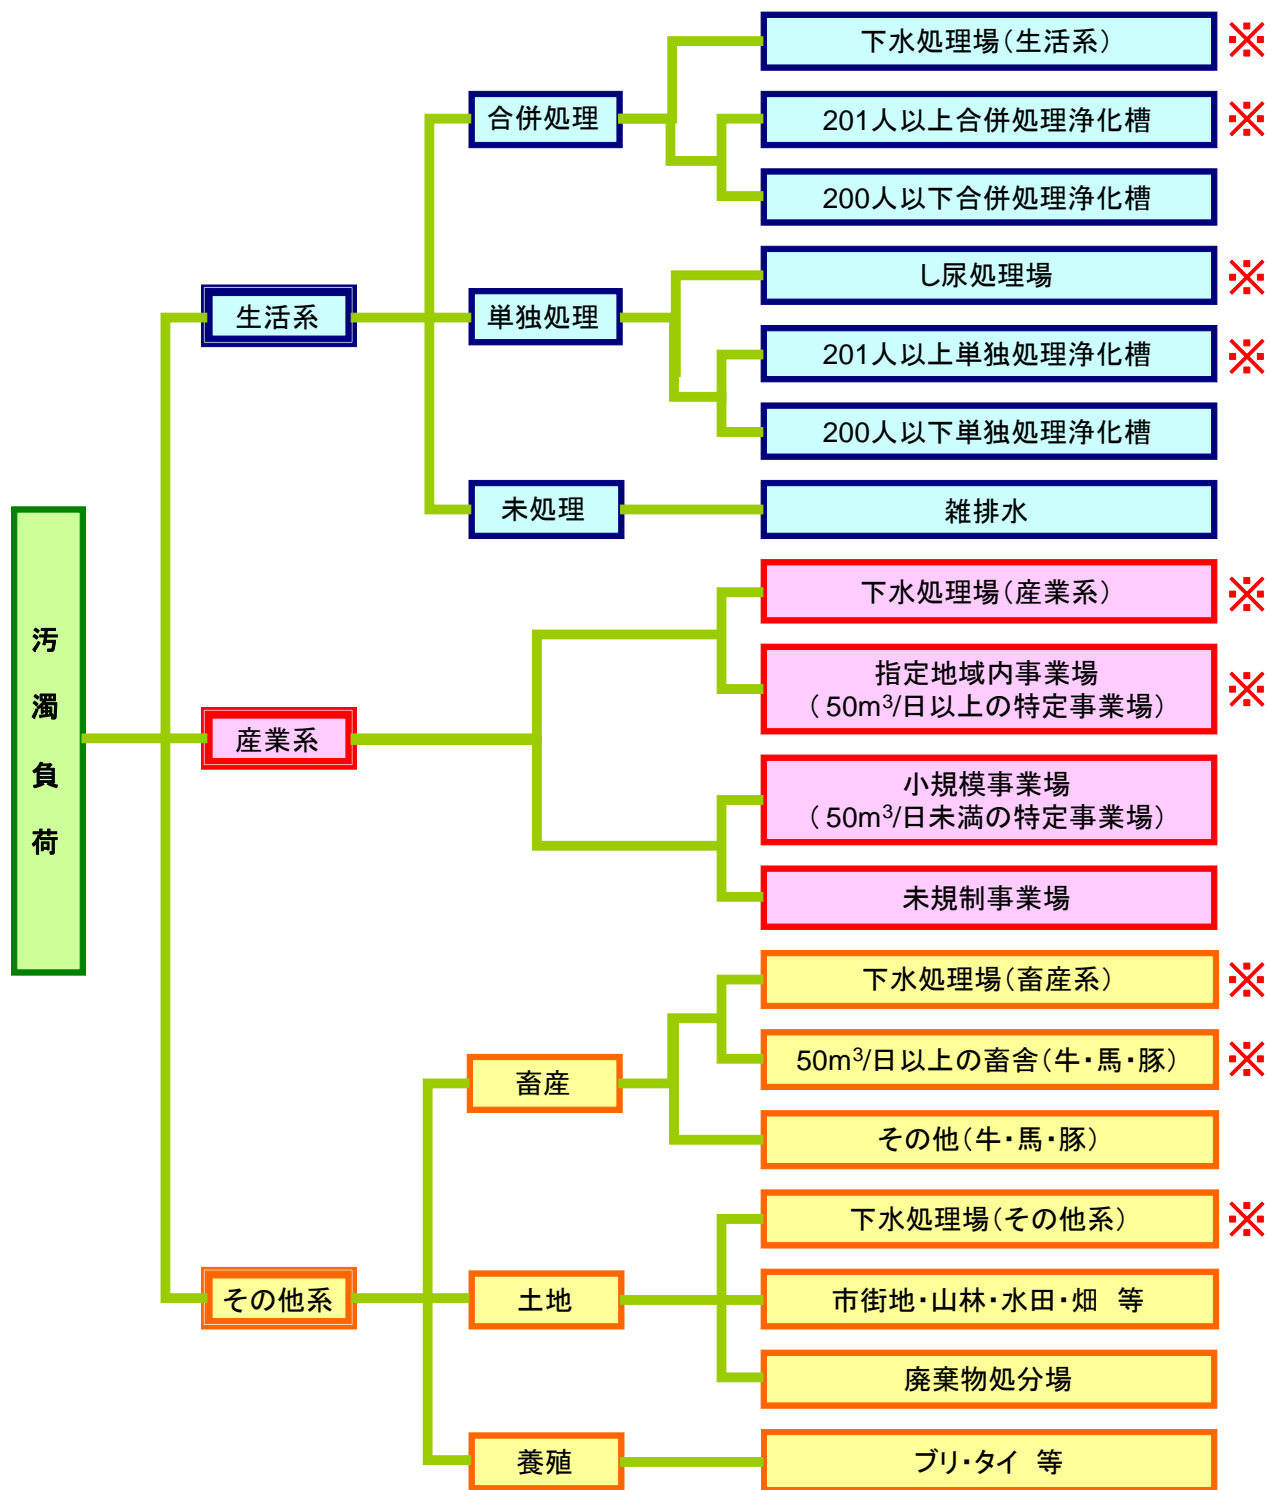 下水処理場(生活系) ※
合併処理
201人以上合併処理浄化槽 ※
200人以下合併処理浄化槽
し尿処理場 ※
生活系
単独処理
201人以上単独処理浄化槽 ※
200人以下単独処理浄化槽
未処理
雑排水
汚
濁
負
荷
下水処理場(産業系) ※
指定地域内事業場
(50m³/日以上の特定事業場) ※
産業系
小規模事業場
(50m³/日未満の特定事業場)
未規制事業場
下水処理場(畜産系) ※
畜産
50m³/日以上の畜舎(牛・馬・豚) ※
その他(牛・馬・豚)
下水処理場(その他系) ※
その他系
土地
市街地・山林・水田・畑 等
廃棄物処分場
養殖
ブリ・タイ 等